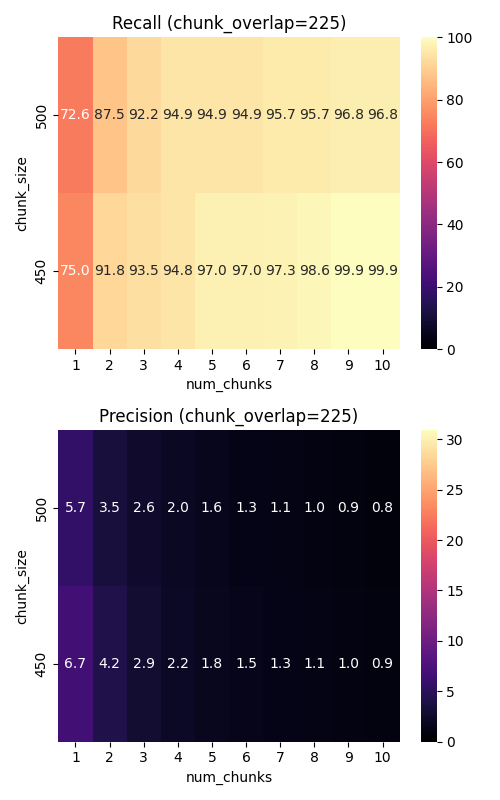 Recall (chunk_overlap=225)
100
80
60
40
20
0
chunk_size
500
72.6 87.5 92.2 94.9 94.9 94.9 95.7 95.7 96.8 96.8
450
75.0 91.8 93.5 94.8 97.0 97.0 97.3 98.6 99.9 99.9
1 2 3 4 5 6 7 8 9 10
num_chunks
Precision (chunk_overlap=225)
30
25
20
15
10
5
0
chunk_size
500
5.7 3.5 2.6 2.0 1.6 1.3 1.1 1.0 0.9 0.8
450
6.7 4.2 2.9 2.2 1.8 1.5 1.3 1.1 1.0 0.9
1 2 3 4 5 6 7 8 9 10
num_chunks